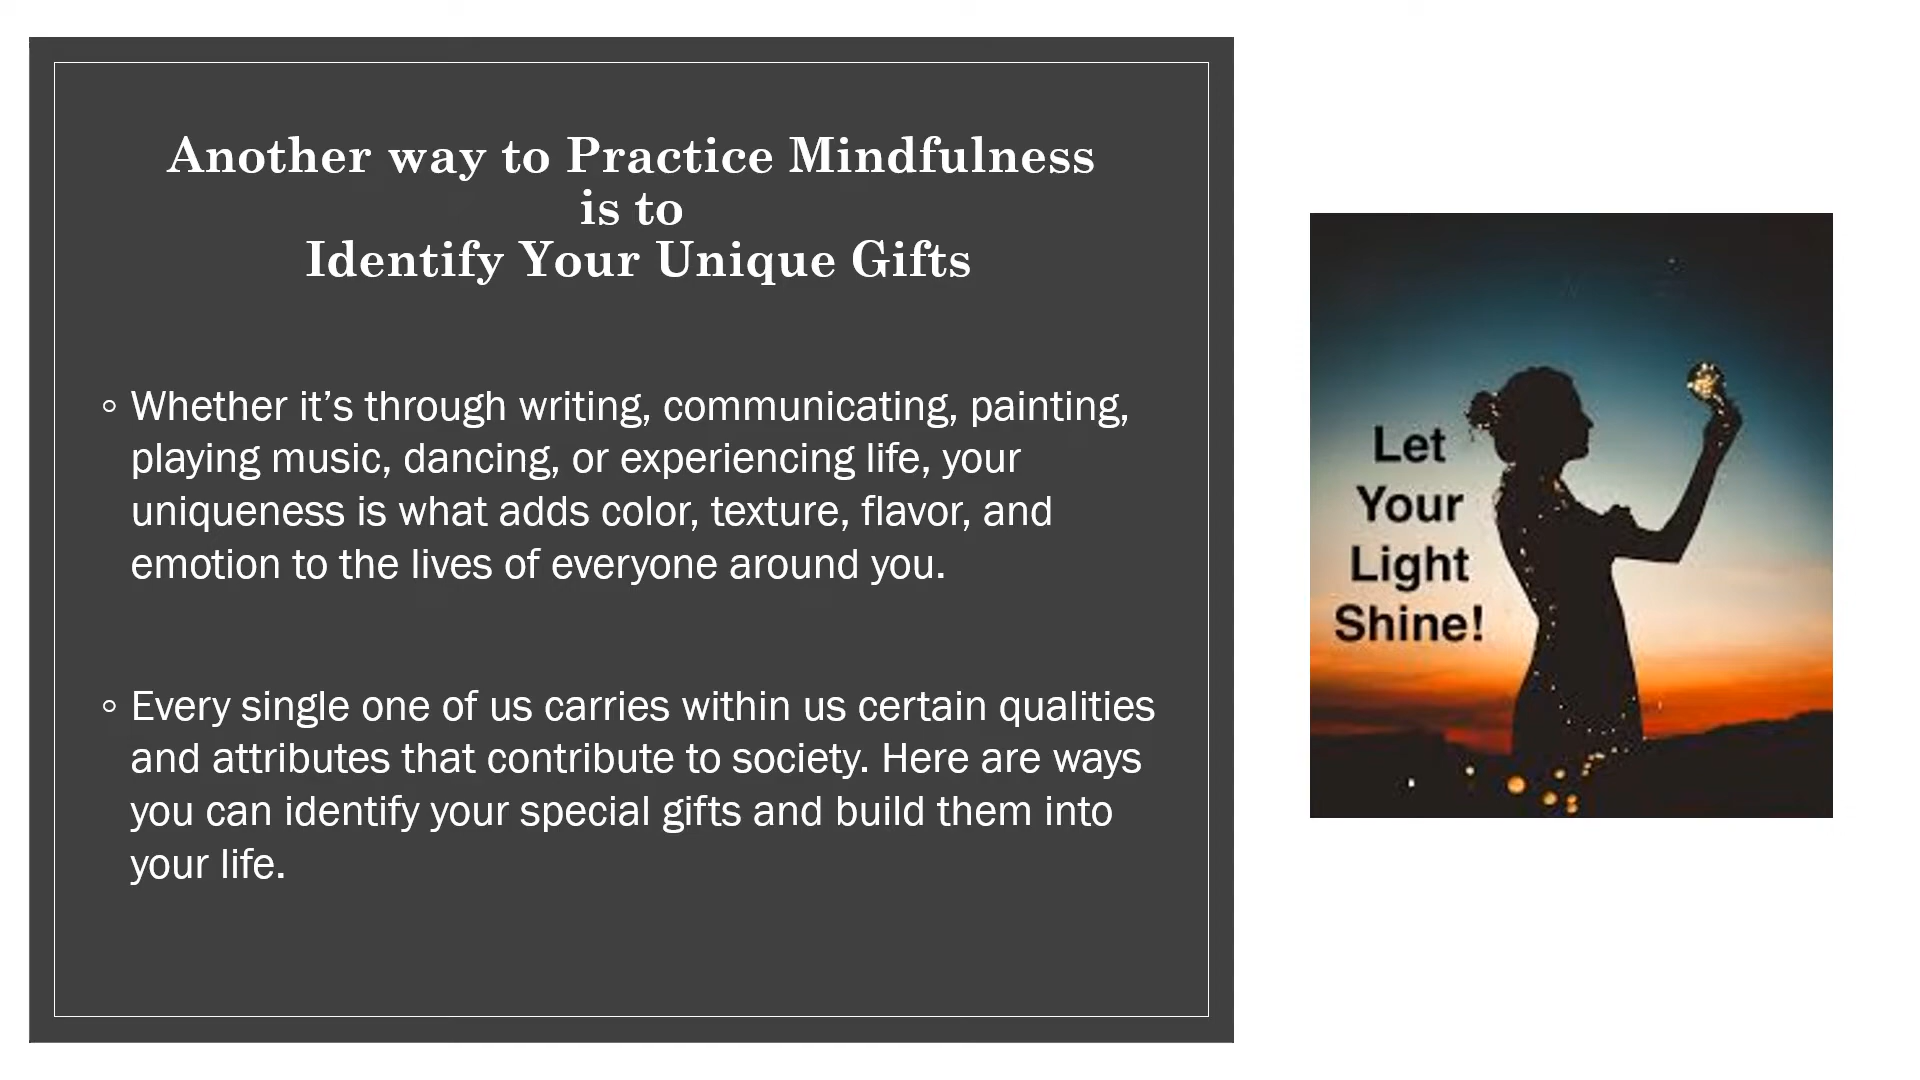 Another way to Practice Mindfulness
is to
Identify Your Unique Gifts
◦ Whether it’s through writing, communicating, painting,
playing music, dancing, or experiencing life, your
uniqueness is what adds color, texture, flavor, and
emotion to the lives of everyone around you.
◦ Every single one of us carries within us certain qualities
and attributes that contribute to society. Here are ways
you can identify your special gifts and build them into
your life.
Let
Your
Light
Shine!